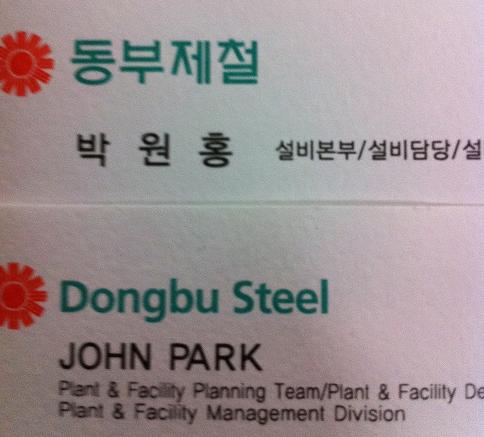 동부제철
박 원 홍 설비본부/설비담당/설
Dongbu Steel
JOHN PARK
Plant & Facility Planning Team/Plant & Facility De
Plant & Facility Management Division